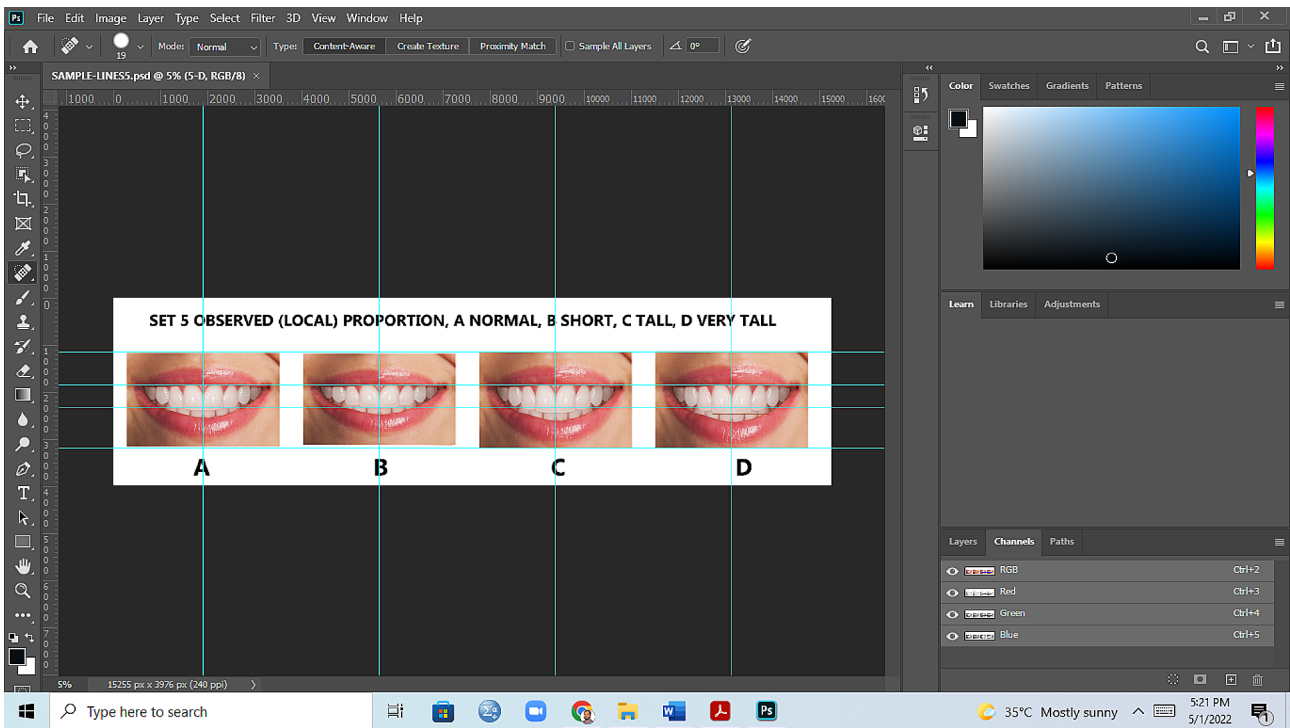 Ps File Edit Image Layer Type Select Filter 3D View Window Help
19 Mode: Normal Type: Content-Aware Create Texture Proximity Match Sample All Layers 0°
SAMPLE-LINES5.psd @ 5% (5-D, RGB/8) ×
1000 0 1000 2000 3000 4000 5000 6000 7000 8000 9000 10000 11000 12000 13000 14000 15000 1600
SET 5 OBSERVED (LOCAL) PROPORTION, A NORMAL, B SHORT, C TALL, D VERY TALL
A B C D
5% 15255 px x 3976 px (240 ppi)
Color Swatches Gradients Patterns
Learn Libraries Adjustments
Layers Channels Paths
RGB Ctrl+2
Red Ctrl+3
Green Ctrl+4
Blue Ctrl+5
Type here to search
Ps
35°C Mostly sunny
5:21 PM
5/1/2022
1